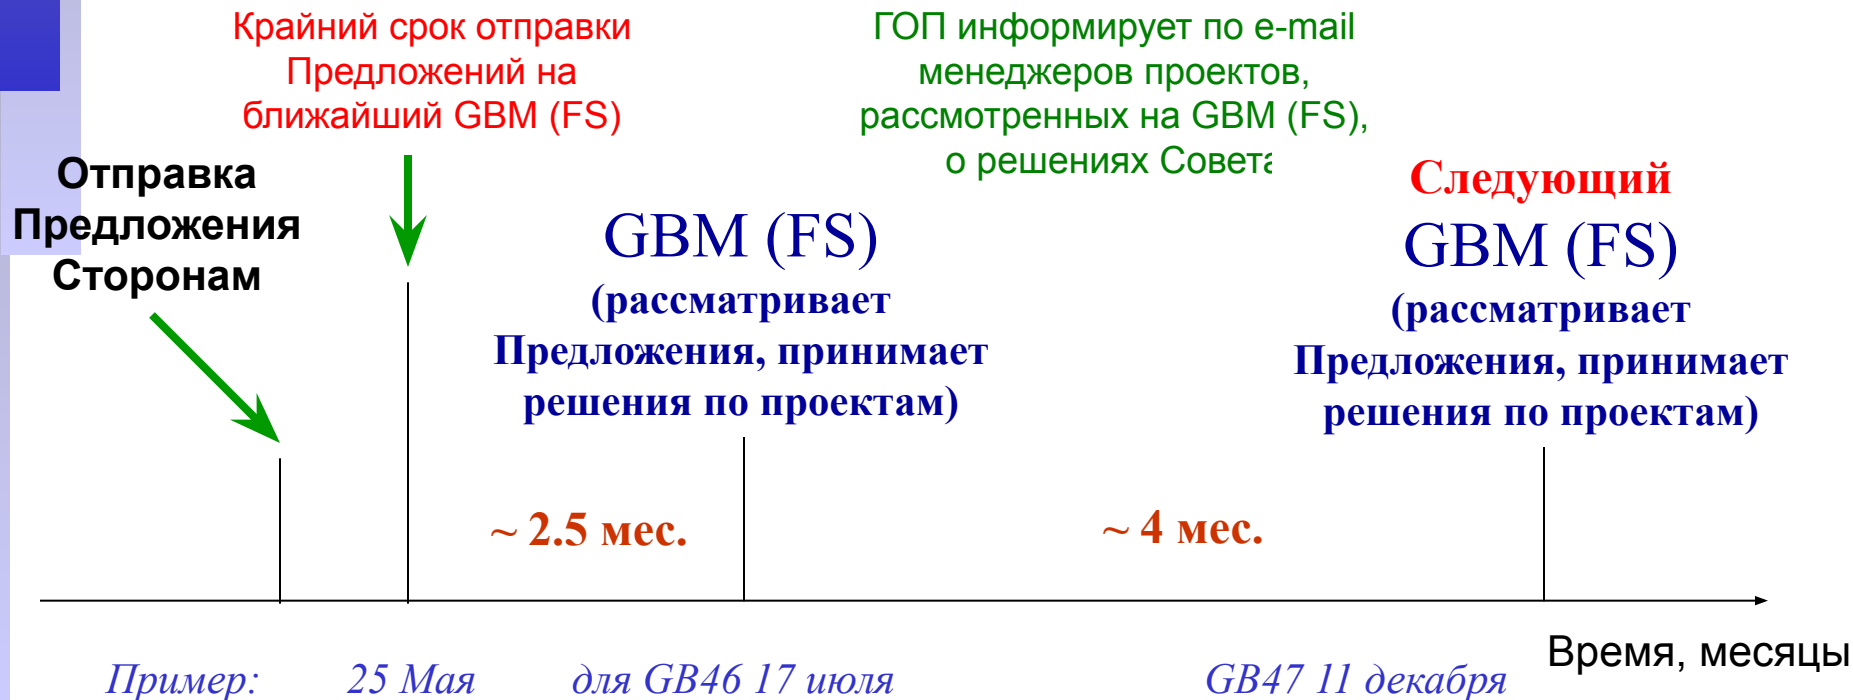 Крайний срок отправки
Предложений на
ближайший GBM (FS)
ГОП информирует по e-mail
менеджеров проектов,
рассмотренных на GBM (FS),
о решениях Совета
Отправка
Предложения
Сторонам
GBM (FS)
(рассматривает
Предложения, принимает
решения по проектам)
Следующий
GBM (FS)
(рассматривает
Предложения, принимает
решения по проектам)
~ 2.5 мес.
~ 4 мес.
Время, месяцы
Пример: 25 Мая для GB46 17 июля GB47 11 декабря